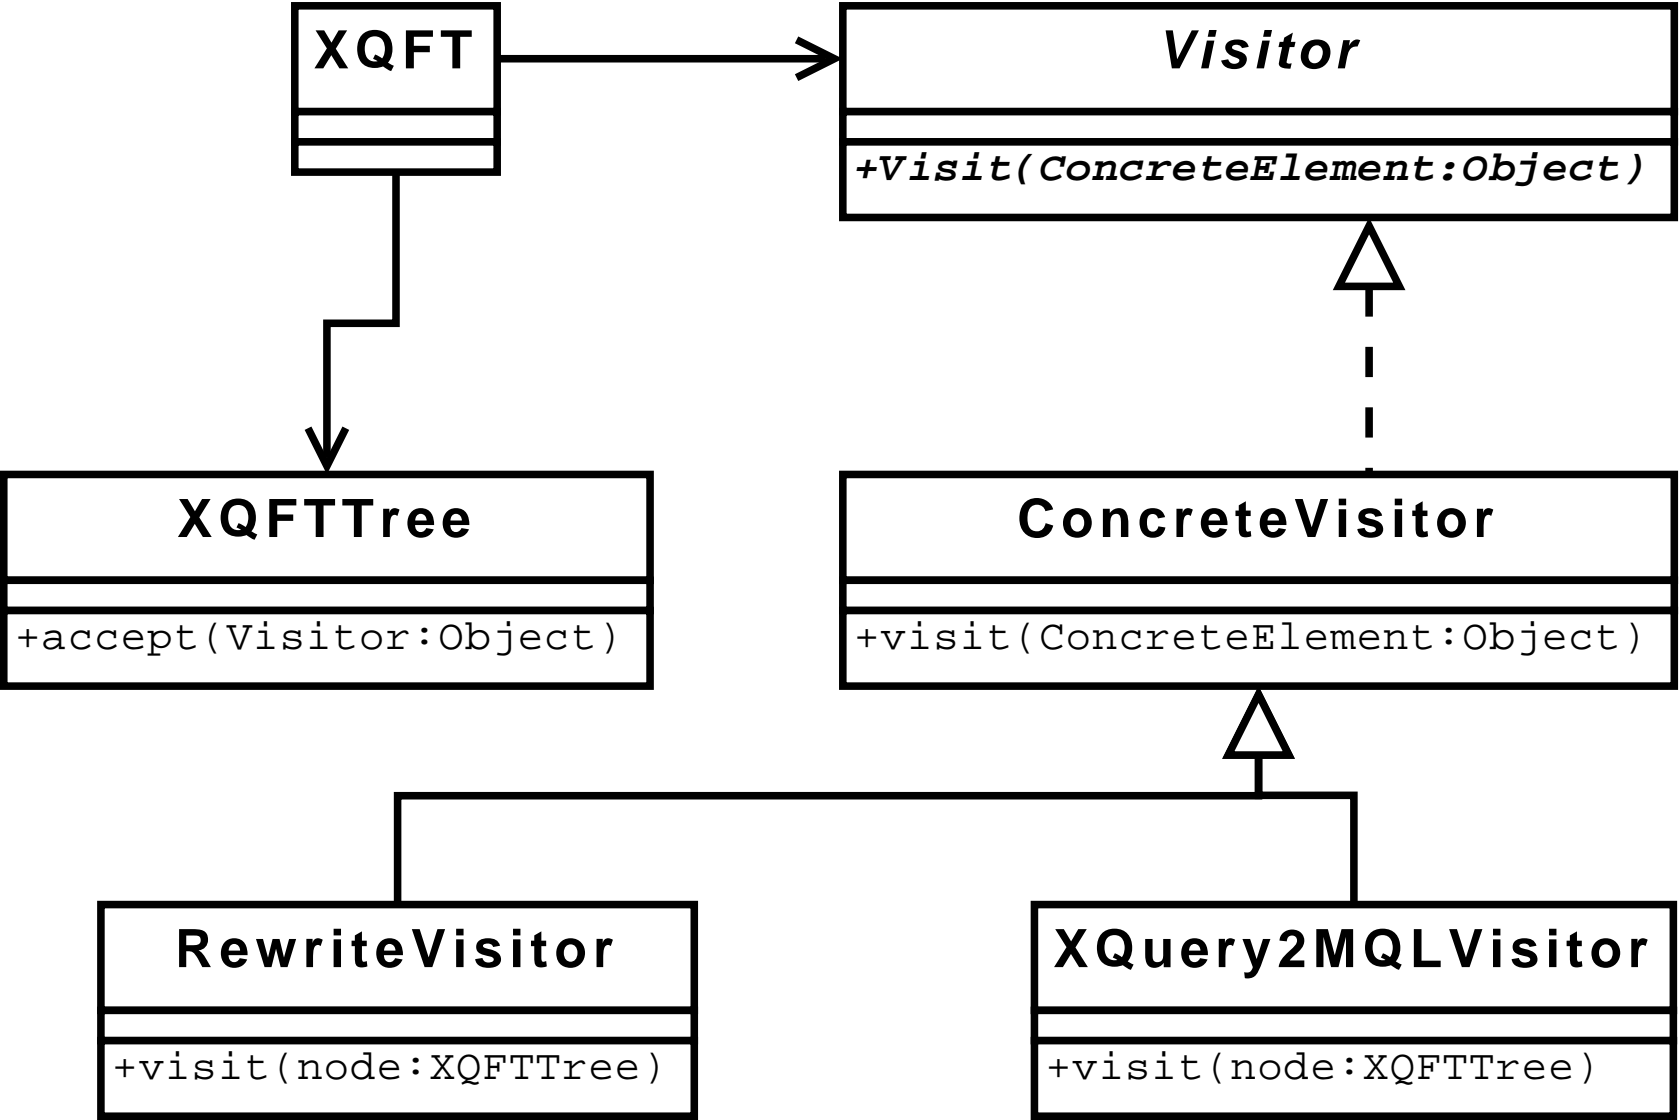 XQFT
Visitor
+Visit(ConcreteElement:Object)
XQFTTree
+accept(Visitor:Object)
ConcreteVisitor
+visit(ConcreteElement:Object)
RewriteVisitor
+visit(node:XQFTTree)
XQuery2MQLVisitor
+visit(node:XQFTTree)